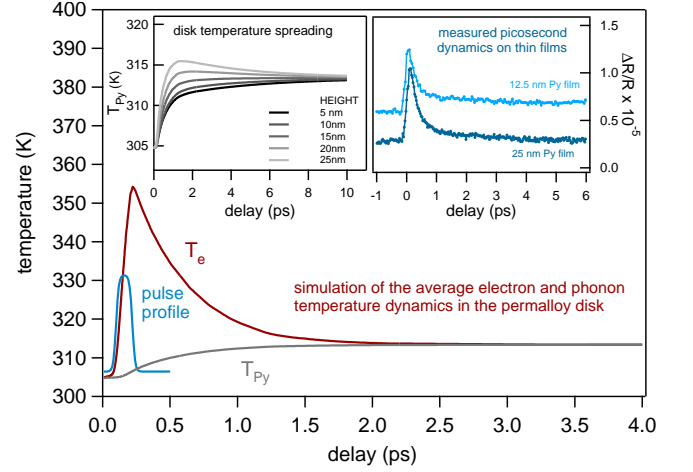 400
390
380
370
360
350
340
330
320
310
300
temperature (K)
0.0
0.5
1.0
1.5
2.0
2.5
3.0
3.5
4.0
delay (ps)
disk temperature spreading
T_Py (K)
317
313
309
305
0
2
4
6
8
10
delay (ps)
HEIGHT
5 nm
10nm
15nm
20nm
25nm
measured picosecond
dynamics on thin films
12.5 nm Py film
25 nm Py film
1.5
1.0
0.5
0.0
ΔR/R x 10^-5
-1
0
1
2
3
4
5
6
delay (ps)
T_e
pulse
profile
simulation of the average electron and phonon
temperature dynamics in the permalloy disk
T_Py